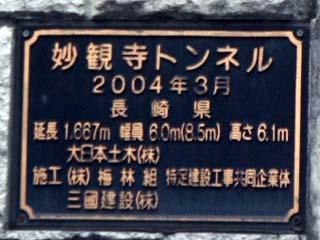 妙観寺トンネル
2004年3月
長崎県
延長 1,667m 幅員 6.0m(8.5m) 高さ 6.1m
大日本土木(株)
施工 (株) 梅林組 特定建設工事共同企業体
三國建設(株)